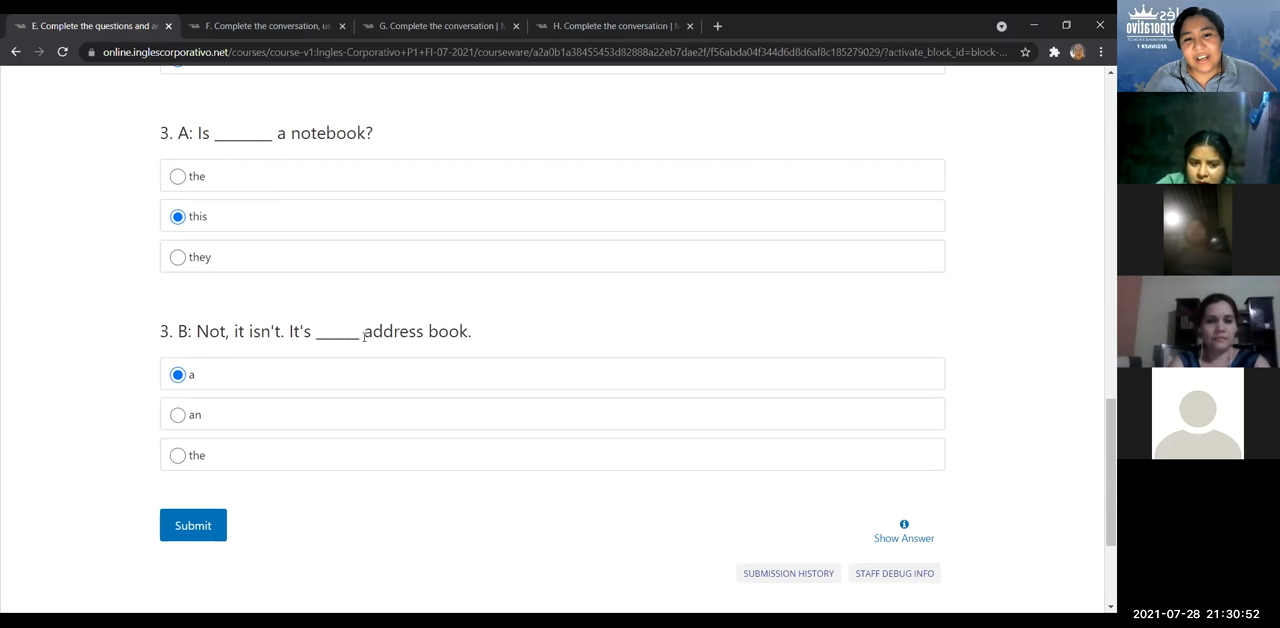 E. Complete the questions and a
F. Complete the conversation, us
G. Complete the conversation |
H. Complete the conversation |
online.inglescorporativo.net/courses/course-v1:Ingles-Corporativo+P1+FI-07-2021/courseware/a2a0b1a38455453d82888a22eb7dae2f/f56abda04f344d6d8d6af8c185279029/?activate_block_id=block-...
3. A: Is _______ a notebook?
the
this
they
3. B: Not, it isn't. It's _____ address book.
a
an
the
Submit
Show Answer
SUBMISSION HISTORY
STAFF DEBUG INFO
2021-07-28 21:30:52